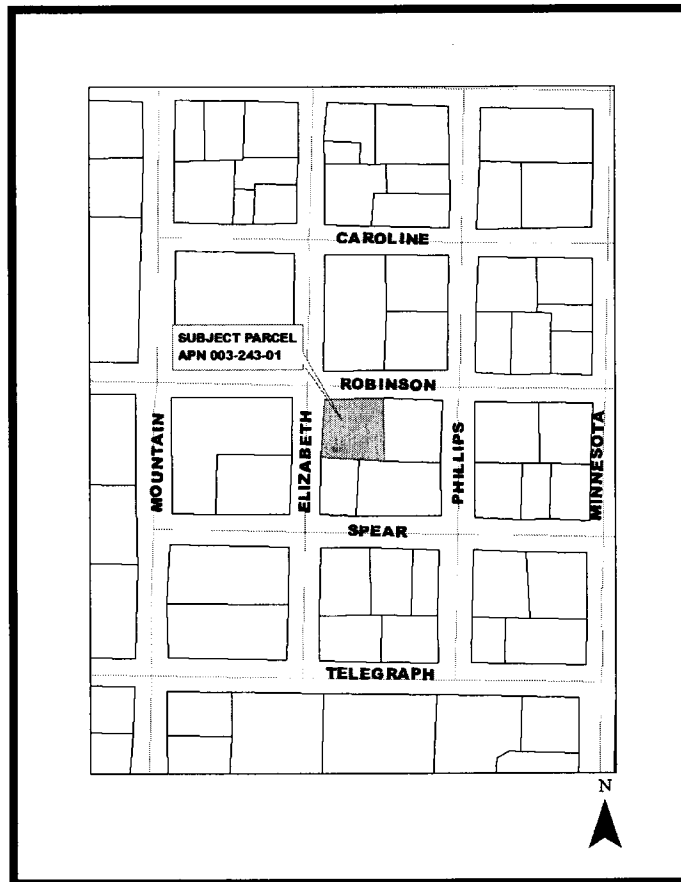 CAROLINE
SUBJECT PARCEL
APN 003-243-01
ROBINSON
MOUNTAIN
ELIZABETH
PHILLIPS
MINNESOTA
SPEAR
TELEGRAPH
N